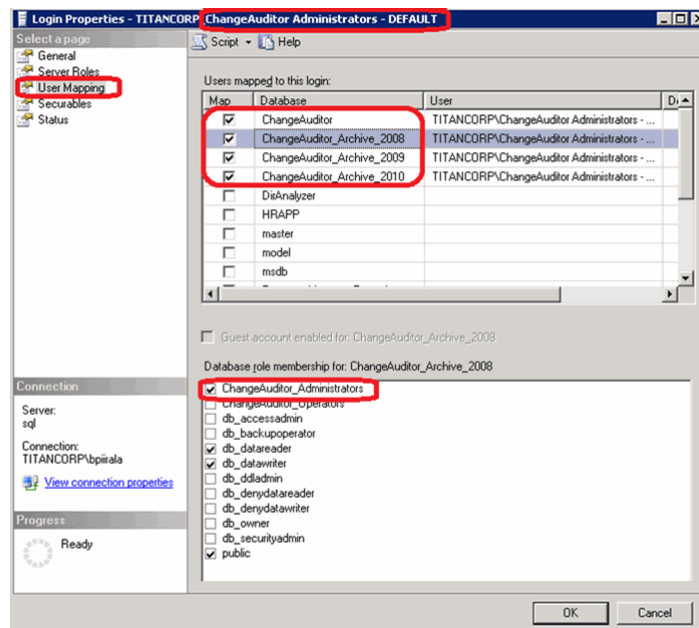 Login Properties - TITANCORP\ChangeAuditor Administrators - DEFAULT
Select a page
General
Server Roles
User Mapping
Securables
Status
Script
Help
Users mapped to this login:
Map Database User
ChangeAuditor TITANCORP\ChangeAuditor Administrators - ...
ChangeAuditor_Archive_2008 TITANCORP\ChangeAuditor Administrators - ...
ChangeAuditor_Archive_2009 TITANCORP\ChangeAuditor Administrators - ...
ChangeAuditor_Archive_2010 TITANCORP\ChangeAuditor Administrators - ...
DirAnalyzer
HRAPP
master
model
msdb
Guest account enabled for: ChangeAuditor_Archive_2008
Database role membership for: ChangeAuditor_Archive_2008
ChangeAuditor_Administrators
ChangeAuditor_Operators
db_accessadmin
db_backupoperator
db_datareader
db_datawriter
db_ddladmin
db_denydatareader
db_denydatawriter
db_owner
db_securityadmin
public
Connection
Server:
sql
Connection:
TITANCORP\bpiirala
View connection properties
Progress
Ready
OK
Cancel